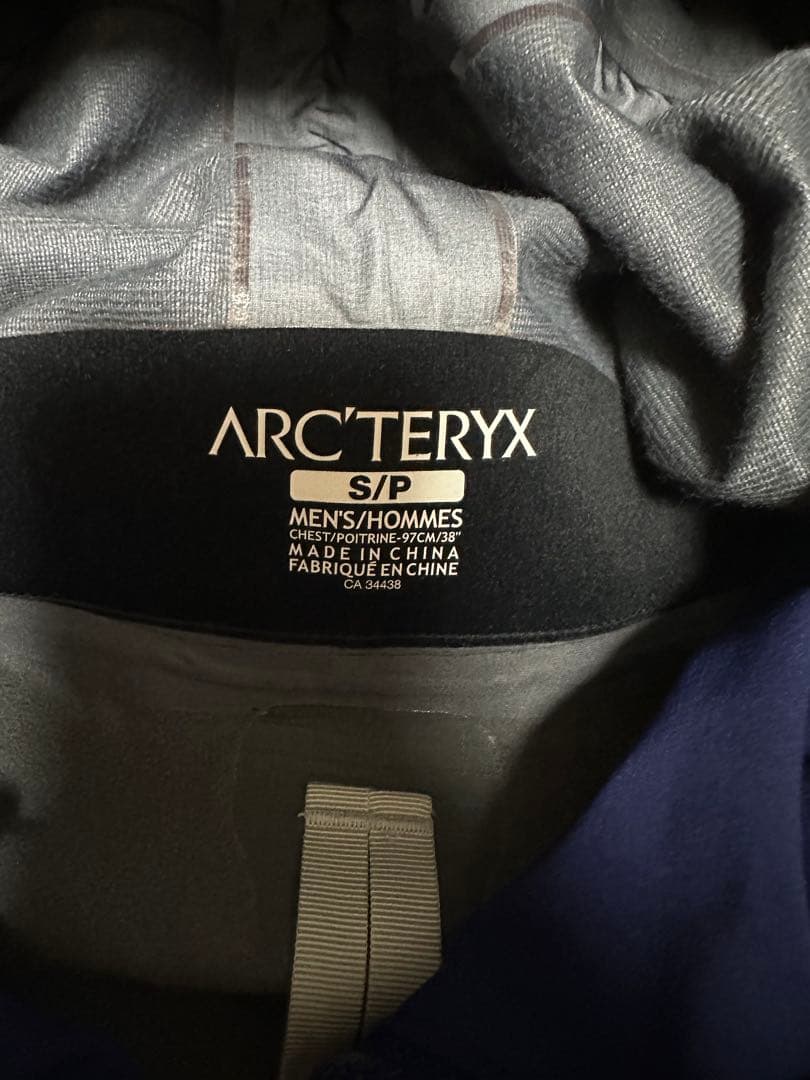 ARC'TERYX
S/P
MEN'S/HOMMES
CHEST/POITRINE-97CM/38"
MADE IN CHINA
FABRIQUÉ EN CHINE
CA 34438